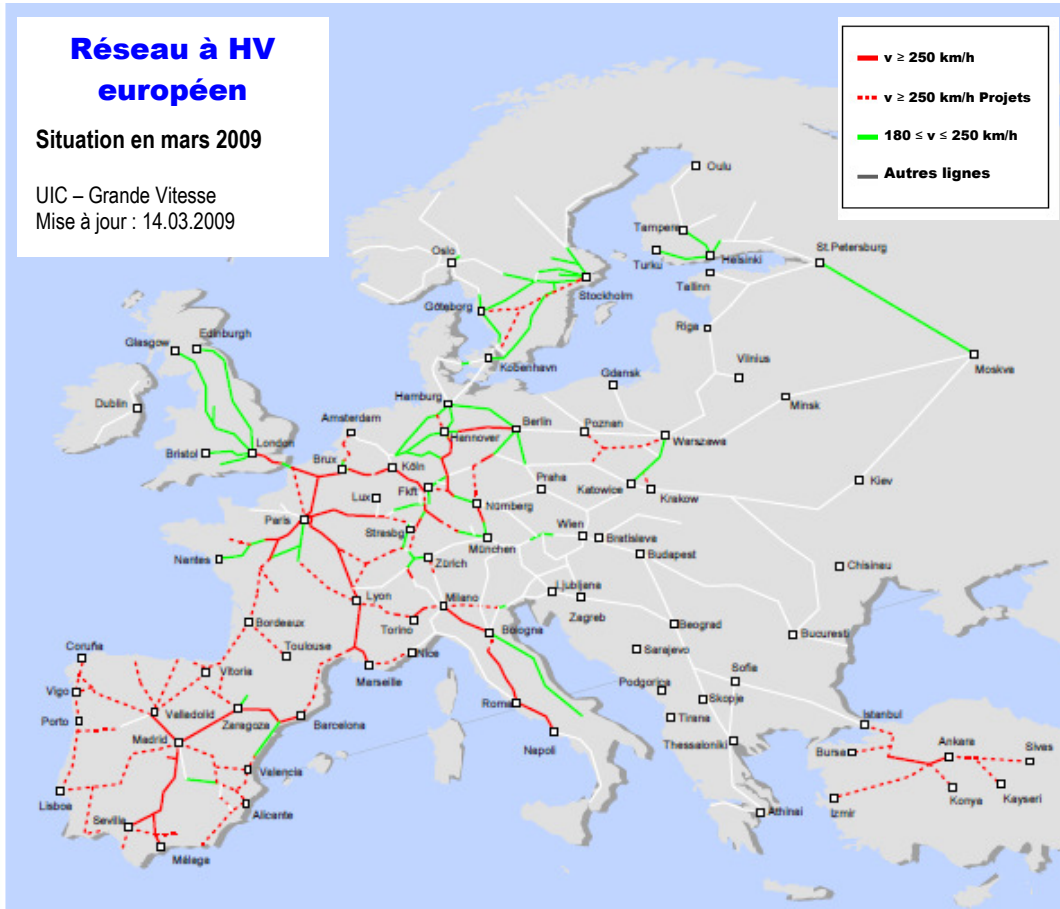 Réseau à HV
européen
Situation en mars 2009
UIC – Grande Vitesse
Mise à jour : 14.03.2009
v ≥ 250 km/h
v ≥ 250 km/h Projets
180 ≤ v ≤ 250 km/h
Autres lignes
Oulu
Tampere
Turku
Helsinki
St.Petersburg
Tallinn
Oslo
Stockholm
Göteborg
Riga
Edinburgh
Glasgow
Kobenhavn
Vilnius
Moskva
Gdansk
Minsk
Dublin
Hamburg
Amsterdam
Berlin
Poznan
Hannover
Warszawa
London
Bristol
Brux
Köln
Praha
Kiev
Fkft
Katowice
Krakow
Lux
Nürnberg
Paris
Stresbg
Wien
Bratislava
München
Budapest
Nantes
Zürich
Chisinau
Lyon
Milano
Ljubljana
Zagreb
Bordeaux
Torino
Bologna
Beograd
Bucuresti
Toulouse
Nice
Sarajevo
Coruña
Vitoria
Marseille
Sofia
Podgorica
Vigo
Roma
Skopje
Valladolid
Zaragoza
Barcelona
Tirana
Istanbul
Porto
Napoli
Madrid
Thessaloniki
Bursa
Ankara
Sivas
Valencia
Lisboa
Alicante
Izmir
Konya
Kayseri
Athinai
Sevilla
Málaga